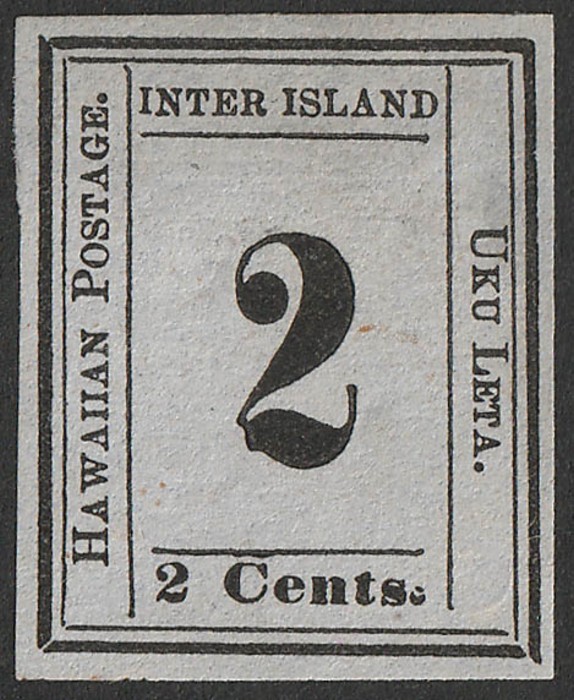 INTER ISLAND
HAWAIIAN POSTAGE.
2
UKU LETA.
2 Cents.